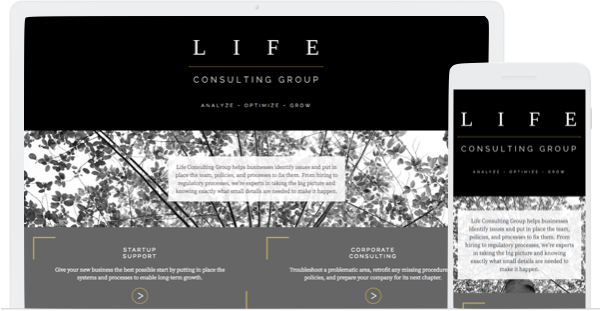 L I F E
CONSULTING GROUP
ANALYZE - OPTIMIZE - GROW
Life Consulting Group helps businesses identify issues and put in
place the team, policies, and processes to fix them. From hiring to
regulatory processes, we're experts in taking the big picture and
knowing exactly what small details are needed to make it happen.
STARTUP
SUPPORT
Give your new business the best possible start by putting in place the
systems and processes to enable long-term growth.
CORPORATE
CONSULTING
Troubleshoot a problematic area, retrofit any missing procedures
policies, and prepare your company for its next chapter.
L I F E
CONSULTING GROUP
ANALYZE - OPTIMIZE - GROW
Life Consulting Group helps businesses
identify issues and put in place the team,
policies, and processes to fix them. From
hiring to regulatory processes, we're experts
in taking the big picture and knowing
exactly what small details are needed to
make it happen.